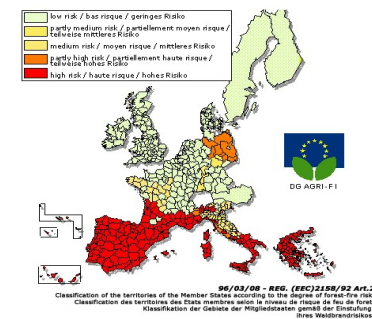 low risk / bas risque / geringes Risiko
partly medium risk / partiellement moyen risque /
teilweise mittleres Risiko
medium risk / moyen risque / mittleres Risiko
partly high risk / partiellement haute risque /
teilweise hohes Risiko
high risk / haute risque / hohes Risiko
DG AGRI-FI
96/03/08 - REG. (EEC)2158/92 Art.2
Classification of the territories of the Member States according to the degree of forest-fire risk
Classification des territoires des Etats membres selon le niveau de risque de feu de foret
Klassifikation der Gebiete der Mitgliedstaaten gemäß der Einstufung
ihres Waldbrandrisikos